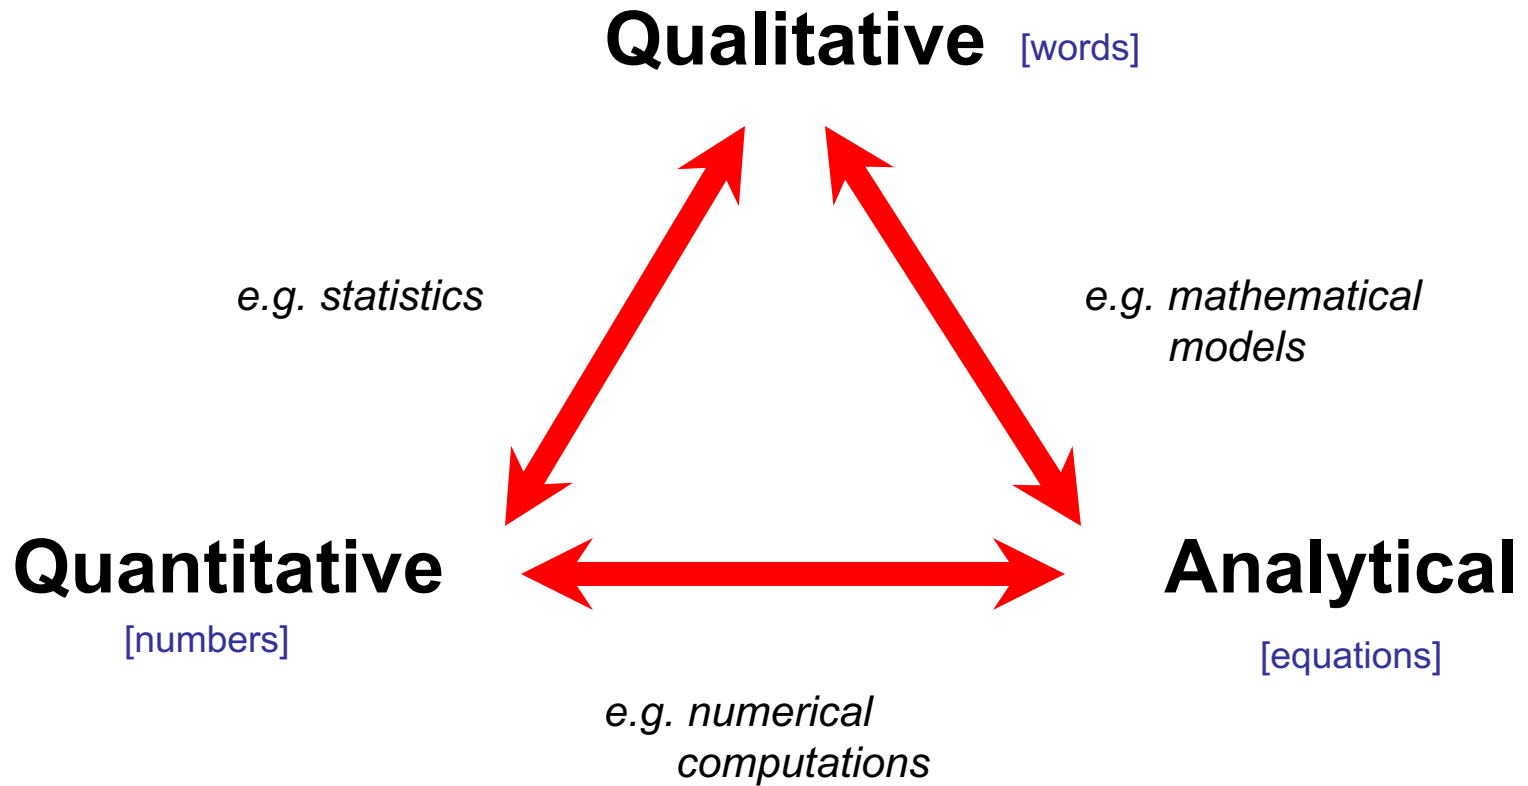 Qualitative [words]
e.g. statistics
e.g. mathematical
models
Quantitative
[numbers]
Analytical
[equations]
e.g. numerical
computations